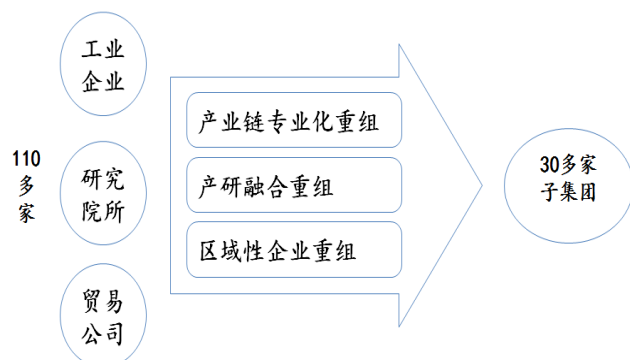 110
多
家
工业
企业
研究
院所
贸易
公司
产业链专业化重组
产研融合重组
区域性企业重组
30多家
子集团